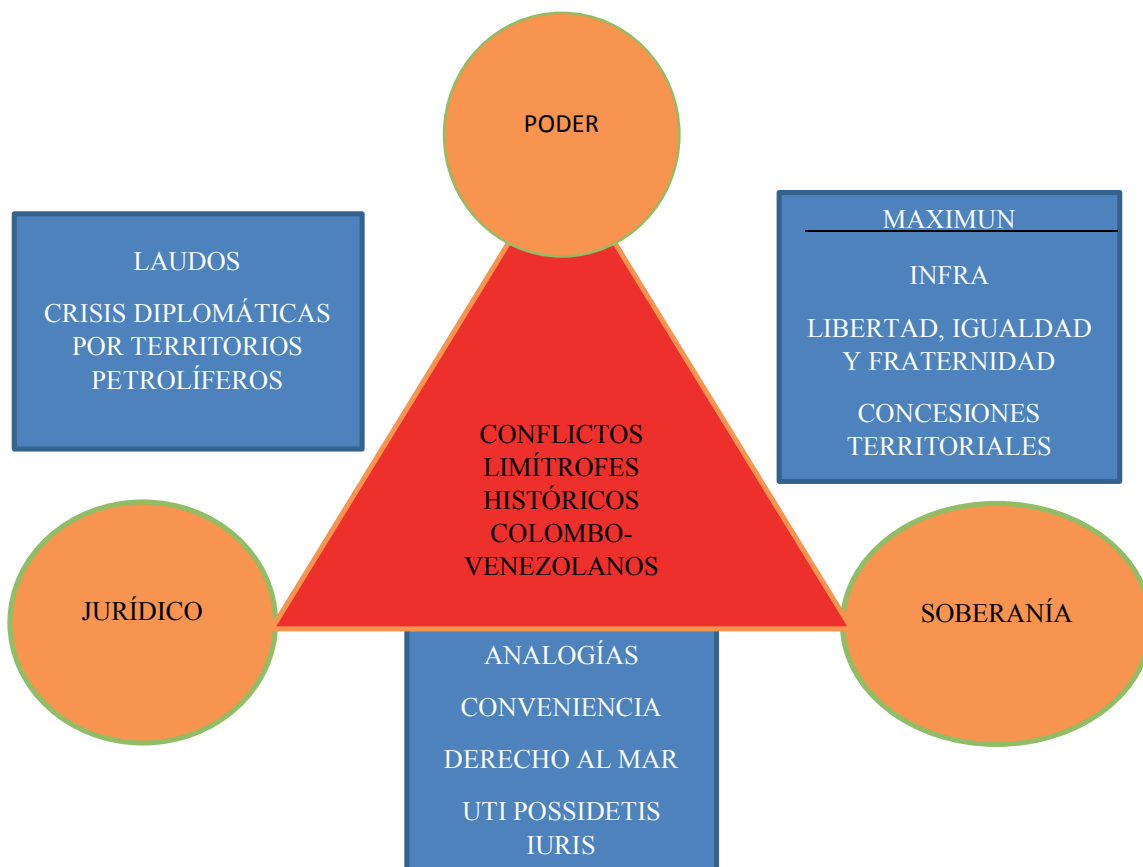 PODER
LAUDOS
CRISIS DIPLOMÁTICAS
POR TERRITORIOS
PETROLÍFEROS
MAXIMUN
INFRA
LIBERTAD, IGUALDAD
Y FRATERNIDAD
CONCESIONES
TERRITORIALES
CONFLICTOS
LIMÍTROFES
HISTÓRICOS
COLOMBO-
VENEZOLANOS
JURÍDICO
SOBERANÍA
ANALOGÍAS
CONVENIENCIA
DERECHO AL MAR
UTI POSSIDETIS
IURIS